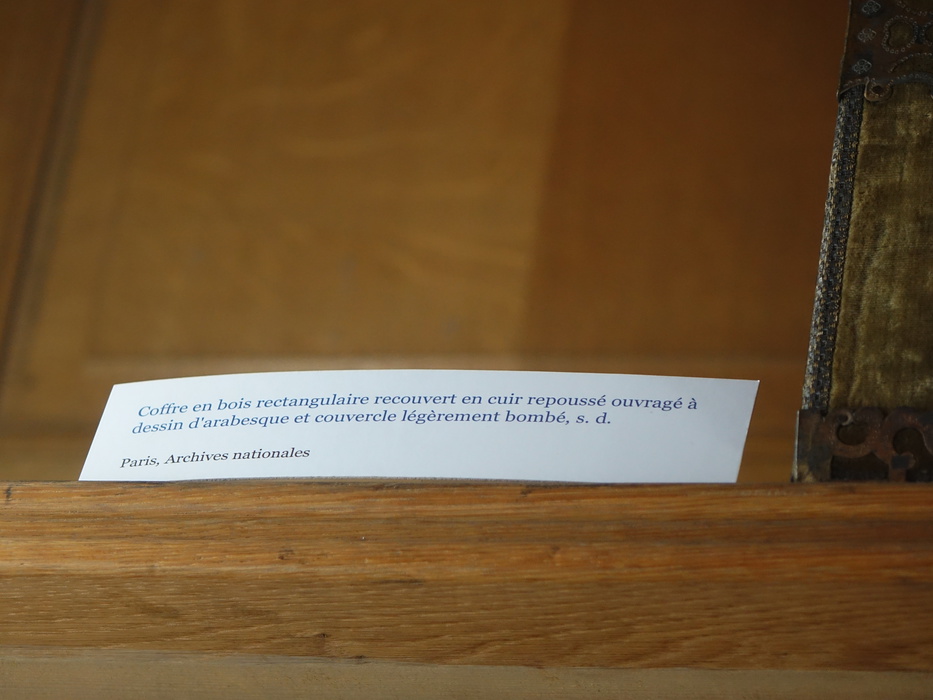 Coffre en bois rectangulaire recouvert en cuir repoussé ouvragé à
dessin d'arabesque et couvercle légèrement bombé, s. d.
Paris, Archives nationales